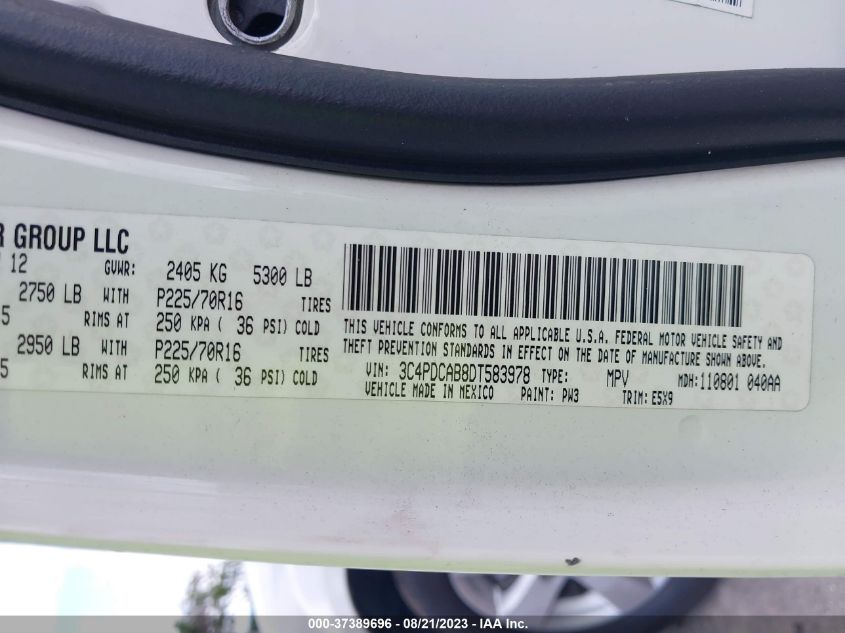 R GROUP LLC
12 GVWR: 2405 KG 5300 LB
2750 LB WITH P225/70R16 TIRES
5 RIMS AT 250 KPA ( 36 PSI) COLD
2950 LB WITH P225/70R16 TIRES
5 RIMS AT 250 KPA ( 36 PSI) COLD
THIS VEHICLE CONFORMS TO ALL APPLICABLE U.S.A. FEDERAL MOTOR VEHICLE SAFETY AND
THEFT PREVENTION STANDARDS IN EFFECT ON THE DATE OF MANUFACTURE SHOWN ABOVE.
VIN: 3C4PDCAB8DT583978 TYPE: MPV MDH:110801 040AA
VEHICLE MADE IN MEXICO PAINT: PW3 TRIM: E5X9
000-37389696 - 08/21/2023 - IAA Inc.